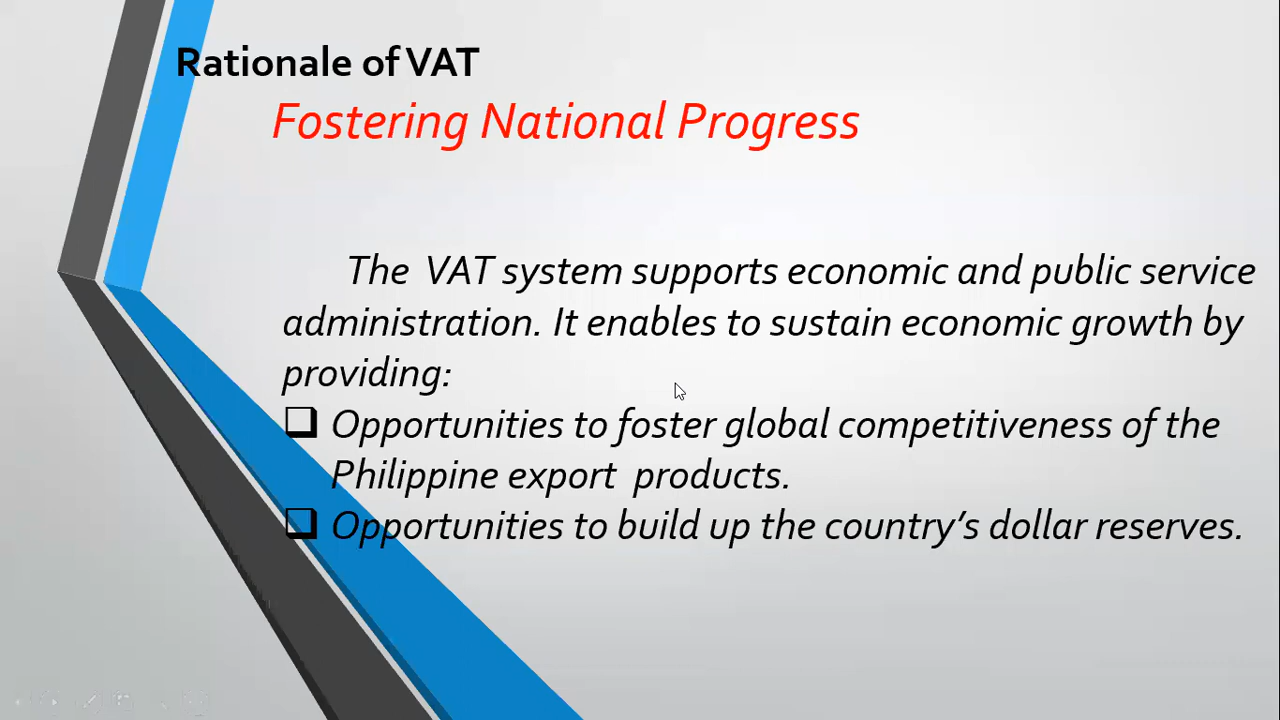 Rationale of VAT
Fostering National Progress
The VAT system supports economic and public service
administration. It enables to sustain economic growth by
providing:
Opportunities to foster global competitiveness of the
Philippine export products.
Opportunities to build up the country's dollar reserves.